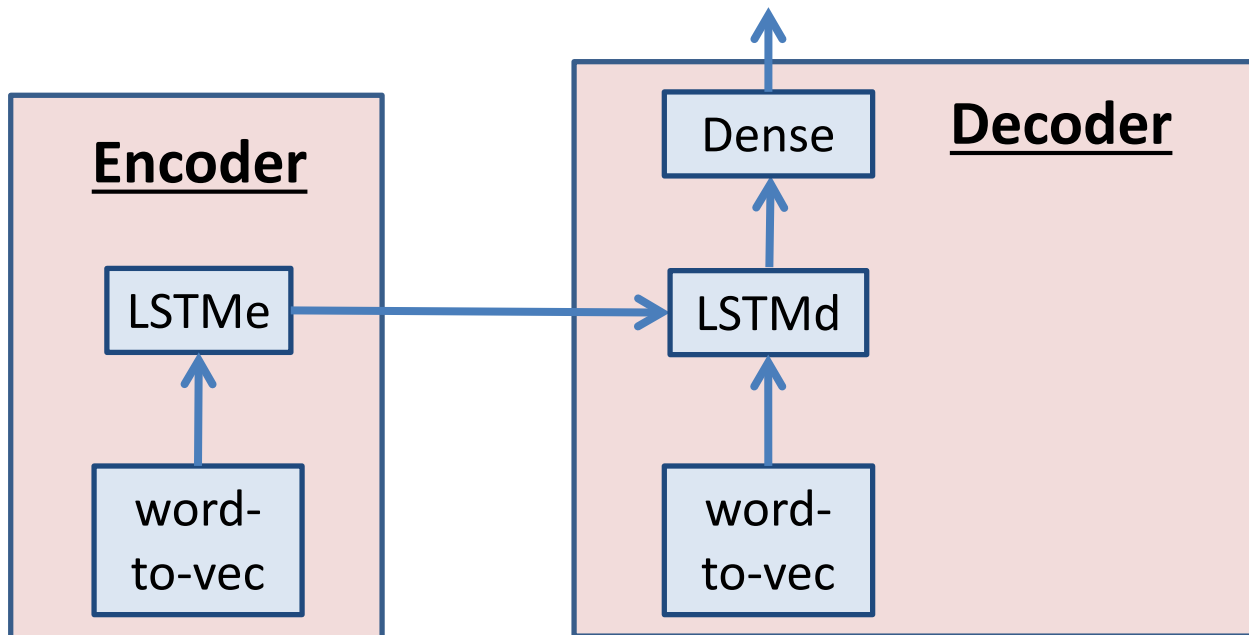 Encoder
LSTMe
word-
to-vec
Decoder
Dense
LSTMd
word-
to-vec